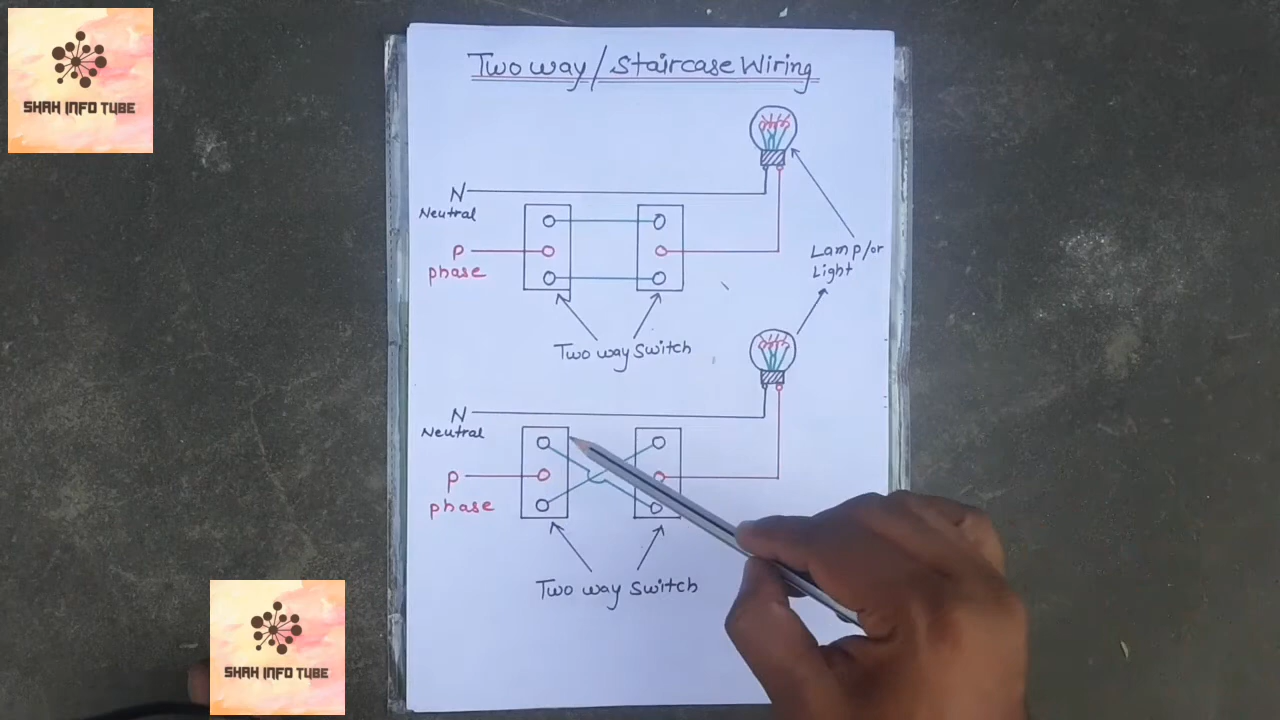 SHAH INFO TUBE
Two way / Staircase Wiring
N
Neutral
P
phase
Lamp/or
Light
Two way switch
N
Neutral
P
phase
Two way switch
SHAH INFO TUBE